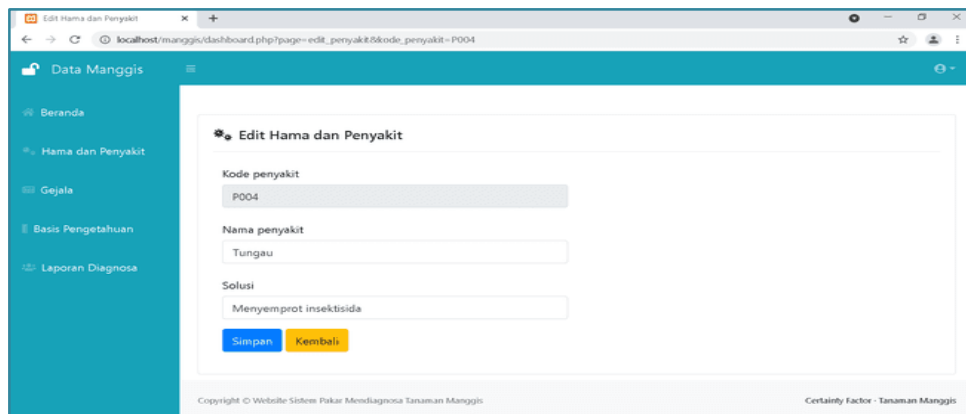 Edit Hama dan Penyakit
localhost/manggis/dashboard.php?page=edit_penyakit&kode_penyakit=P004
Data Manggis
Beranda
Hama dan Penyakit
Gejala
Basis Pengetahuan
Laporan Diagnosa
Edit Hama dan Penyakit
Kode penyakit
P004
Nama penyakit
Tungau
Solusi
Menyemprot insektisida
Simpan Kembali
Copyright © Website Sistem Pakar Mendiagnosa Tanaman Manggis
Certainty Factor - Tanaman Manggis